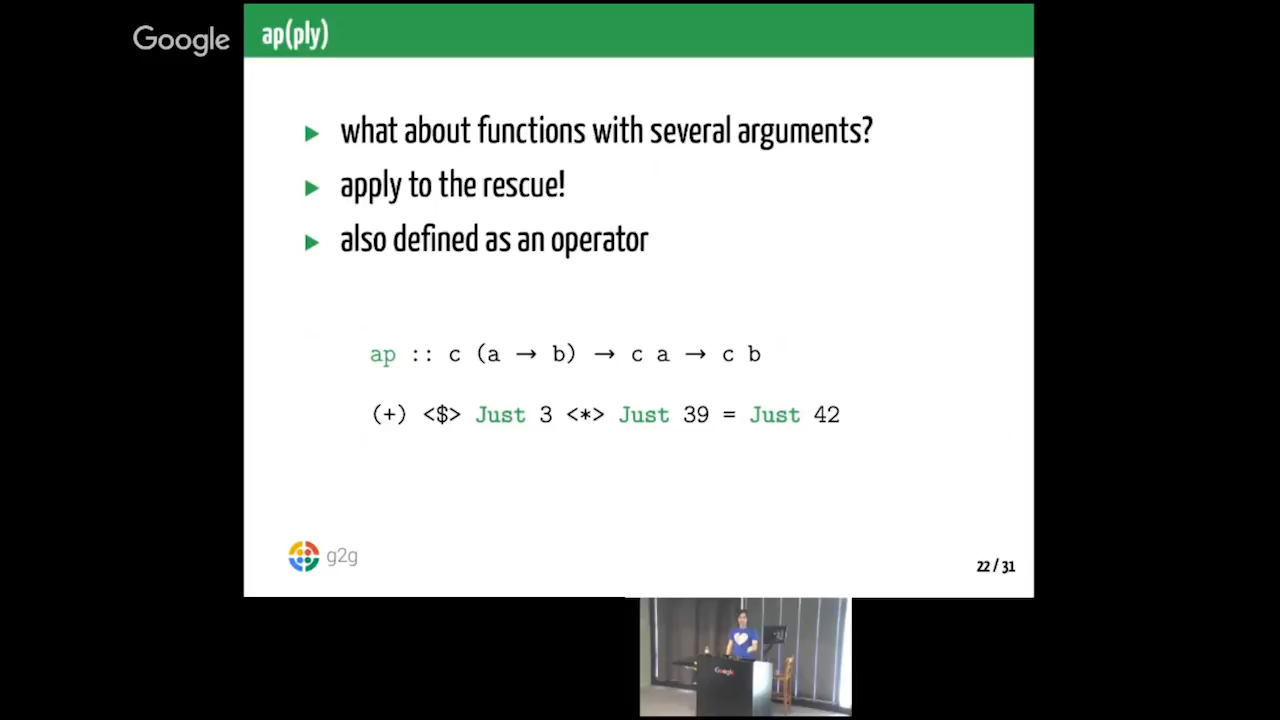 Google
ap(ply)
what about functions with several arguments?
apply to the rescue!
also defined as an operator
ap :: c (a → b) → c a → c b
(+) <$> Just 3 <*> Just 39 = Just 42
g2g
22 / 31
Google